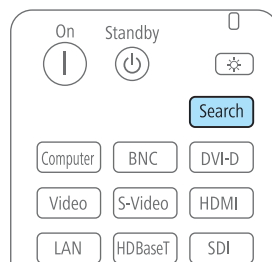 On Standby
Search
Computer BNC DVI-D
Video S-Video HDMI
LAN HDBaseT SDI